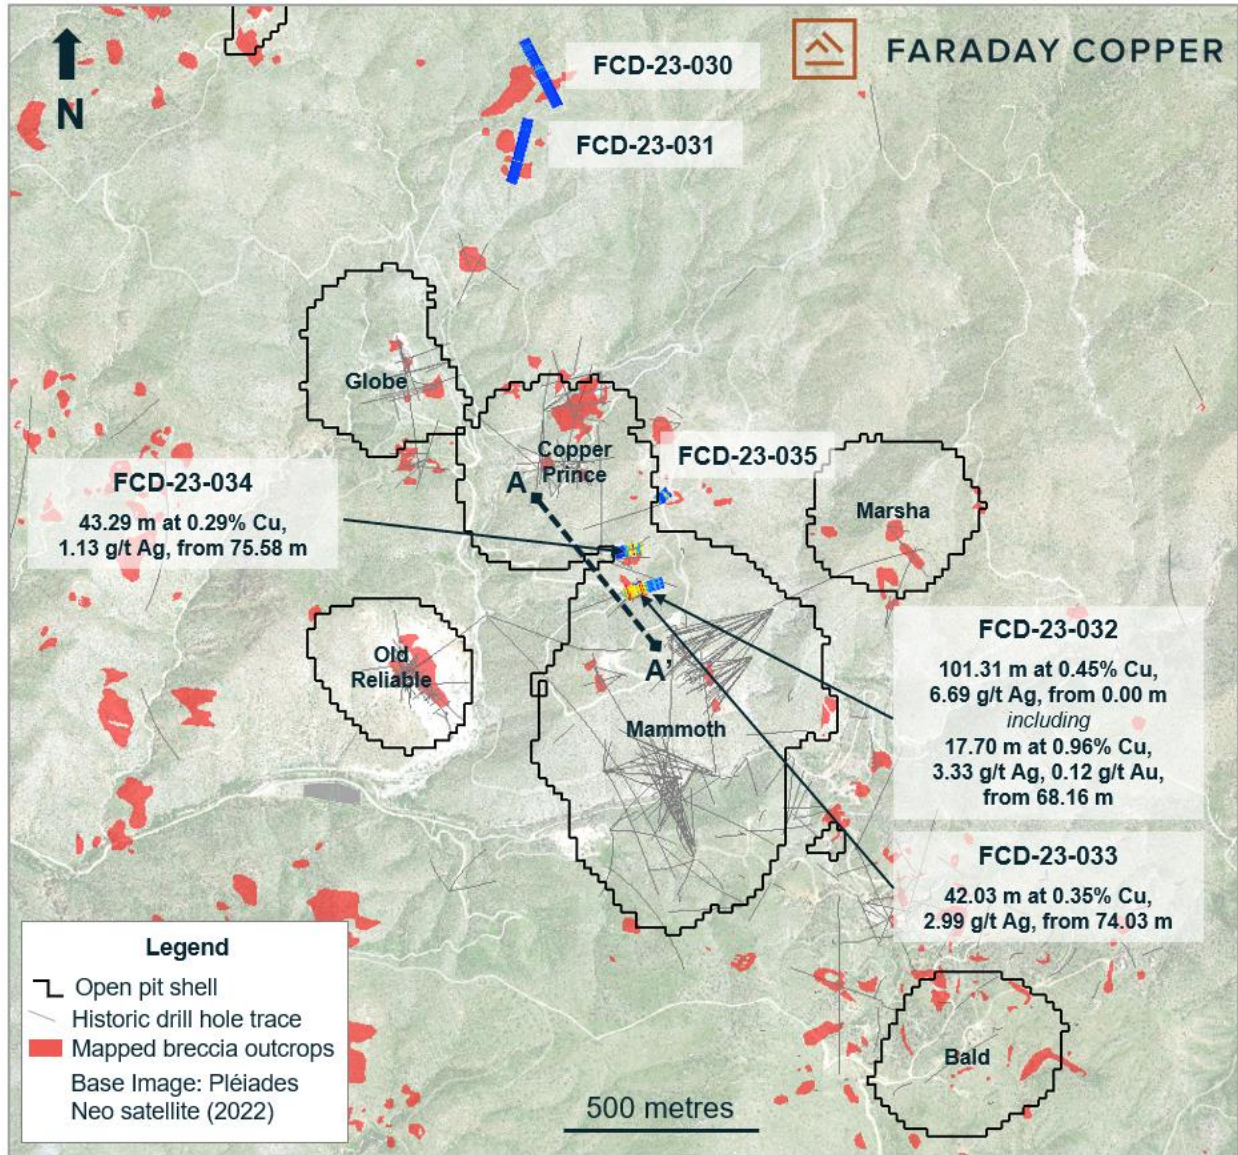 FARADAY COPPER
N
FCD-23-030
FCD-23-031
Globe
Copper
Prince
A
FCD-23-035
Marsha
FCD-23-034
43.29 m at 0.29% Cu,
1.13 g/t Ag, from 75.58 m
Old
Reliable
A'
Mammoth
FCD-23-032
101.31 m at 0.45% Cu,
6.69 g/t Ag, from 0.00 m
including
17.70 m at 0.96% Cu,
3.33 g/t Ag, 0.12 g/t Au,
from 68.16 m
FCD-23-033
42.03 m at 0.35% Cu,
2.99 g/t Ag, from 74.03 m
Legend
Open pit shell
Historic drill hole trace
Mapped breccia outcrops
Base Image: Pléiades
Neo satellite (2022)
500 metres
Bald